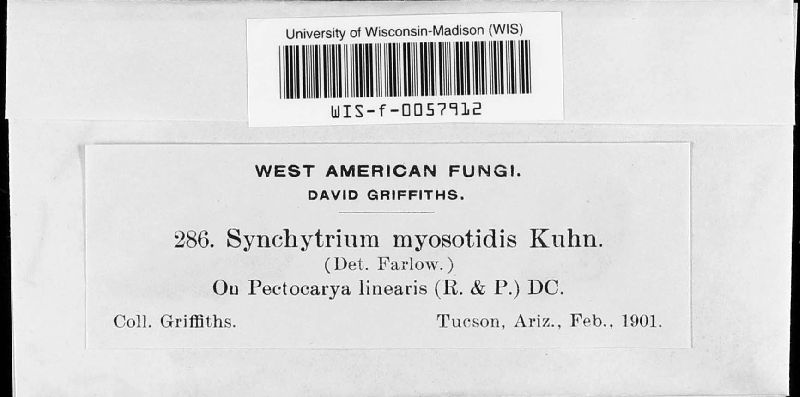 University of Wisconsin-Madison (WIS)
WIS-f-0057912
WEST AMERICAN FUNGI.
DAVID GRIFFITHS.
286. Synchytrium myosotidis Kuhn.
(Det. Farlow.)
On Pectocarya linearis (R. & P.) DC.
Coll. Griffiths. Tucson, Ariz., Feb., 1901.